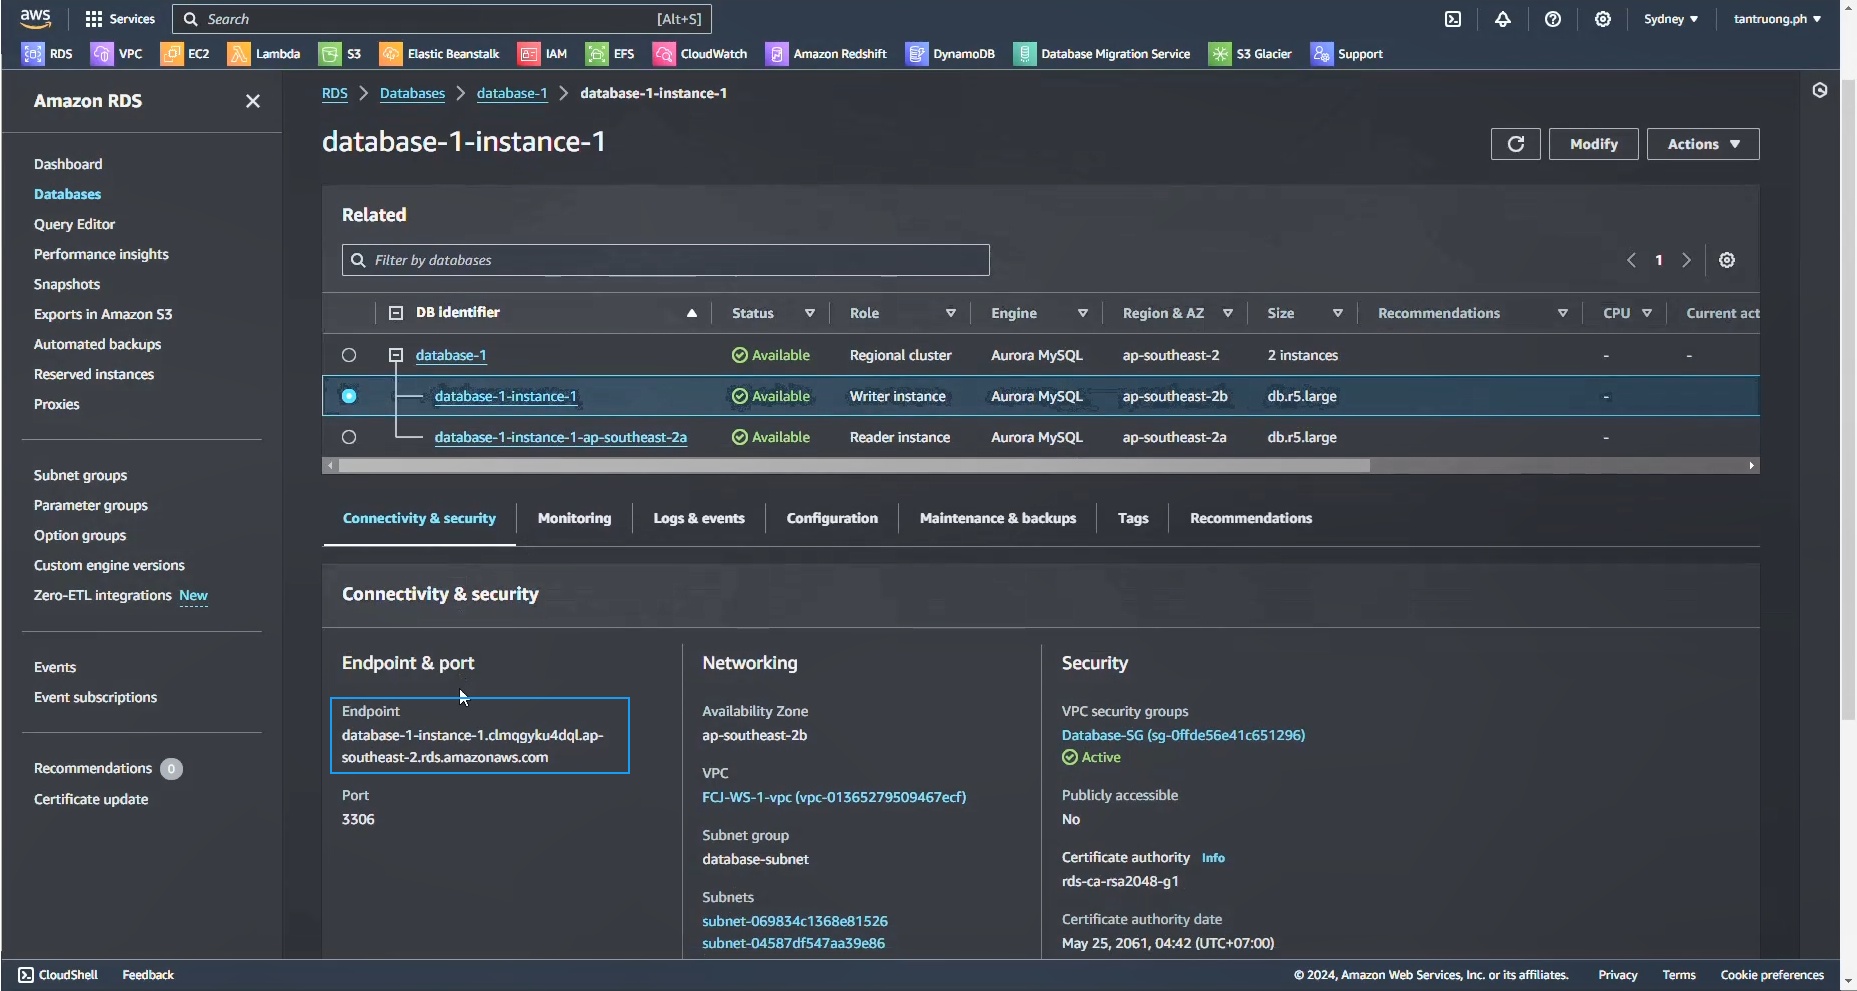 aws
Services
Search
[Alt+S]
Sydney ▼
tantruong.ph ▼
RDS
VPC
EC2
Lambda
S3
Elastic Beanstalk
IAM
EFS
CloudWatch
Amazon Redshift
DynamoDB
Database Migration Service
S3 Glacier
Support
Amazon RDS
Dashboard
Databases
Query Editor
Performance insights
Snapshots
Exports in Amazon S3
Automated backups
Reserved instances
Proxies
Subnet groups
Parameter groups
Option groups
Custom engine versions
Zero-ETL integrations New
Events
Event subscriptions
Recommendations 0
Certificate update
RDS > Databases > database-1 > database-1-instance-1
database-1-instance-1
Modify
Actions ▼
Related
Filter by databases
1
DB identifier Status Role Engine Region & AZ Size Recommendations CPU Current act
database-1 Available Regional cluster Aurora MySQL ap-southeast-2 2 instances - -
database-1-instance-1 Available Writer instance Aurora MySQL ap-southeast-2b db.r5.large -
database-1-instance-1-ap-southeast-2a Available Reader instance Aurora MySQL ap-southeast-2a db.r5.large -
Connectivity & security
Monitoring
Logs & events
Configuration
Maintenance & backups
Tags
Recommendations
Connectivity & security
Endpoint & port
Endpoint
database-1-instance-1.clmqgyku4dql.ap-
southeast-2.rds.amazonaws.com
Port
3306
Networking
Availability Zone
ap-southeast-2b
VPC
FCJ-WS-1-vpc (vpc-01365279509467ecf)
Subnet group
database-subnet
Subnets
subnet-069834c1368e81526
subnet-04587df547aa39e86
Security
VPC security groups
Database-SG (sg-0ffde56e41c651296)
Active
Publicly accessible
No
Certificate authority Info
rds-ca-rsa2048-g1
Certificate authority date
May 25, 2061, 04:42 (UTC+07:00)
CloudShell
Feedback
© 2024, Amazon Web Services, Inc. or its affiliates.
Privacy
Terms
Cookie preferences